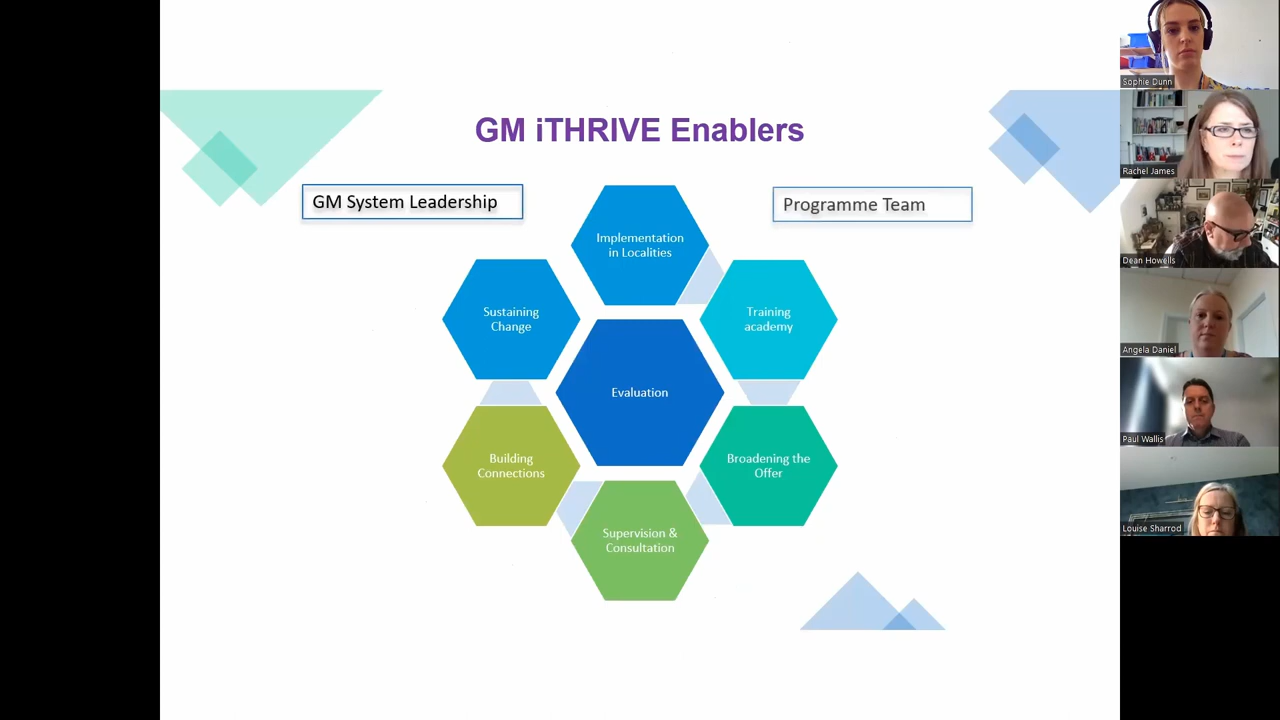 GM iTHRIVE Enablers
GM System Leadership
Programme Team
Implementation
in Localities
Sustaining
Change
Training
academy
Evaluation
Building
Connections
Broadening the
Offer
Supervision &
Consultation
Sophie Dunn
Rachel James
Dean Howells
Angela Daniel
Paul Wallis
Louise Sharrod